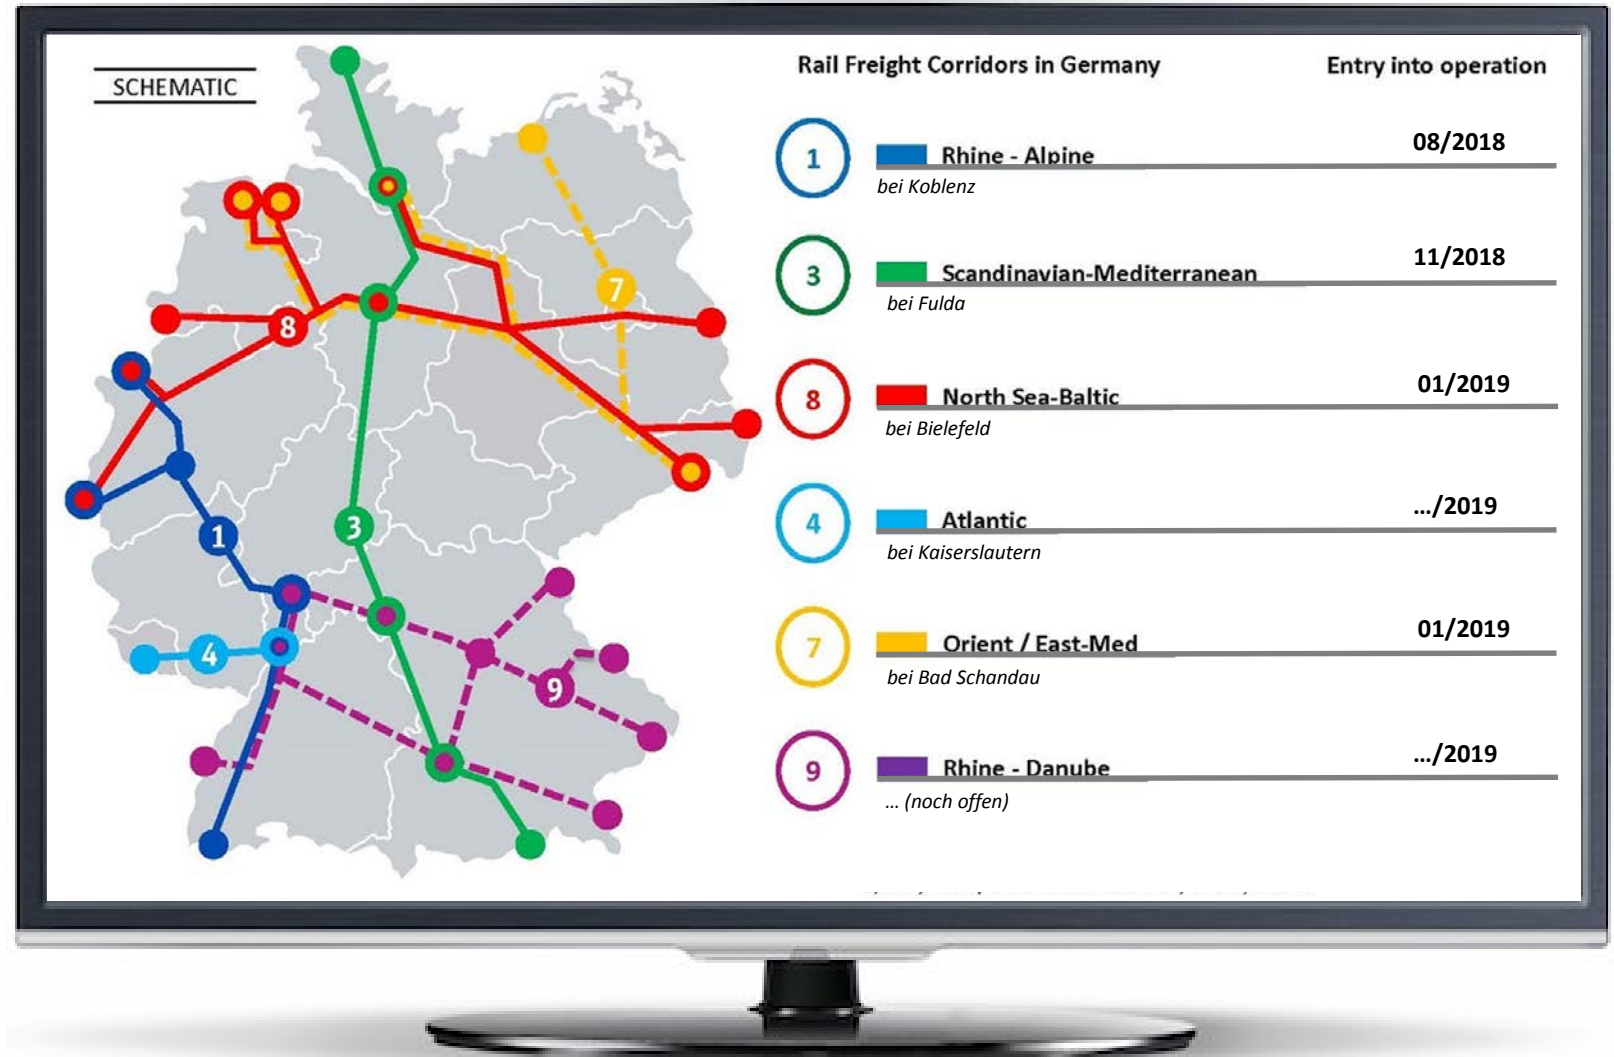 SCHEMATIC
Rail Freight Corridors in Germany
Entry into operation
1
Rhine - Alpine
08/2018
bei Koblenz
3
Scandinavian-Mediterranean
11/2018
bei Fulda
8
North Sea-Baltic
01/2019
bei Bielefeld
4
Atlantic
.../2019
bei Kaiserslautern
7
Orient / East-Med
01/2019
bei Bad Schandau
9
Rhine - Danube
.../2019
... (noch offen)
7
8
3
1
4
9